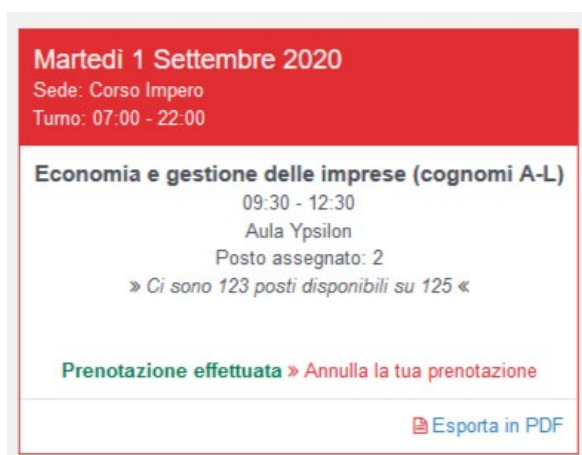 Martedì 1 Settembre 2020
Sede: Corso Impero
Turno: 07:00 - 22:00
Economia e gestione delle imprese (cognomi A-L)
09:30 - 12:30
Aula Ypsilon
Posto assegnato: 2
» Ci sono 123 posti disponibili su 125 «
Prenotazione effettuata » Annulla la tua prenotazione
Esporta in PDF